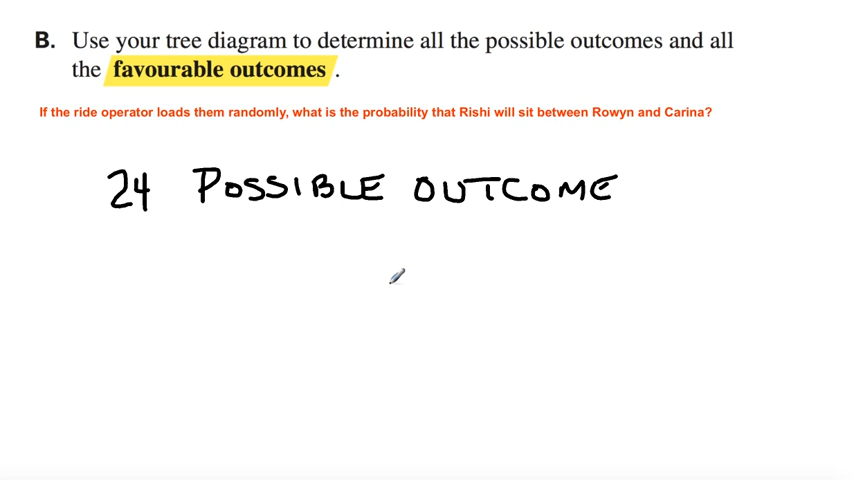 B. Use your tree diagram to determine all the possible outcomes and all
the favourable outcomes .
If the ride operator loads them randomly, what is the probability that Rishi will sit between Rowyn and Carina?
24 POSSIBLE OUTCOME